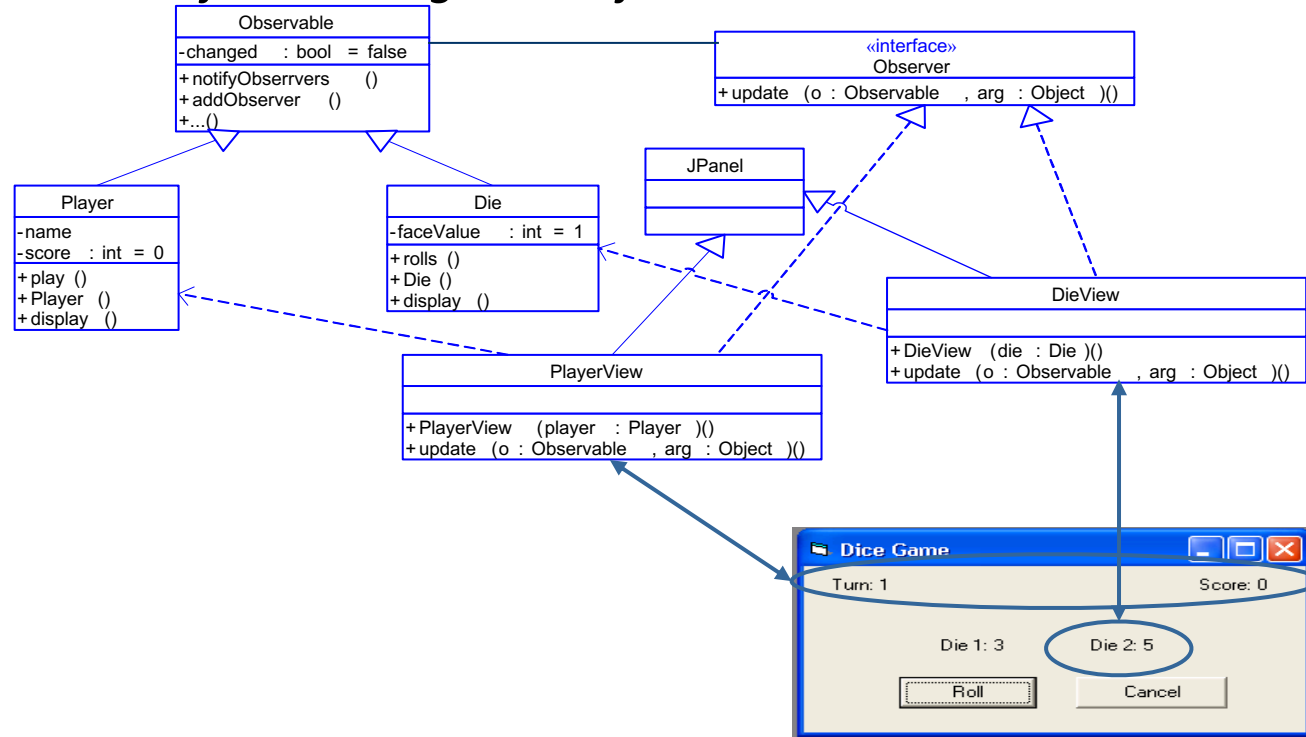 Observable
-changed : bool = false
+notifyObserrvers ()
+addObserver ()
+...()
«interface»
Observer
+update (o : Observable , arg : Object )()
JPanel
Player
-name
-score : int = 0
+play ()
+Player ()
+display ()
Die
-faceValue : int = 1
+rolls ()
+Die ()
+display ()
DieView
+DieView (die : Die )()
+update (o : Observable , arg : Object )()
PlayerView
+PlayerView (player : Player )()
+update (o : Observable , arg : Object )()
Dice Game
Turn: 1 Score: 0
Die 1: 3 Die 2: 5
Roll Cancel